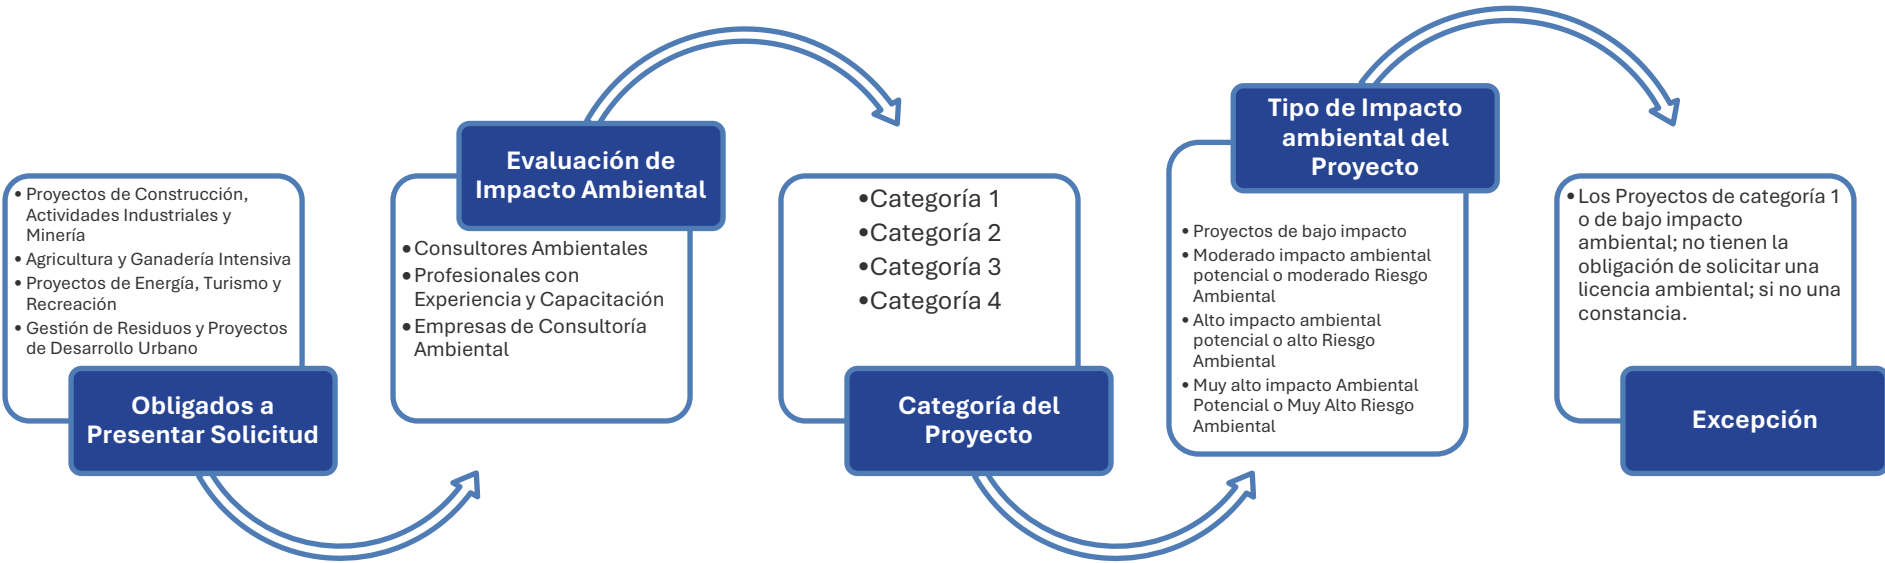 • Proyectos de Construcción,
Actividades Industriales y
Minería
• Agricultura y Ganadería Intensiva
• Proyectos de Energía, Turismo y
Recreación
• Gestión de Residuos y Proyectos
de Desarrollo Urbano
Obligados a
Presentar Solicitud
Evaluación de
Impacto Ambiental
• Consultores Ambientales
• Profesionales con
Experiencia y Capacitación
• Empresas de Consultoría
Ambiental
• Categoría 1
• Categoría 2
• Categoría 3
• Categoría 4
Categoría del
Proyecto
Tipo de Impacto
ambiental del
Proyecto
• Proyectos de bajo impacto
• Moderado impacto ambiental
potencial o moderado Riesgo
Ambiental
• Alto impacto ambiental
potencial o alto Riesgo
Ambiental
• Muy alto impacto Ambiental
Potencial o Muy Alto Riesgo
Ambiental
• Los Proyectos de categoría 1
o de bajo impacto
ambiental; no tienen la
obligación de solicitar una
licencia ambiental; si no una
constancia.
Excepción